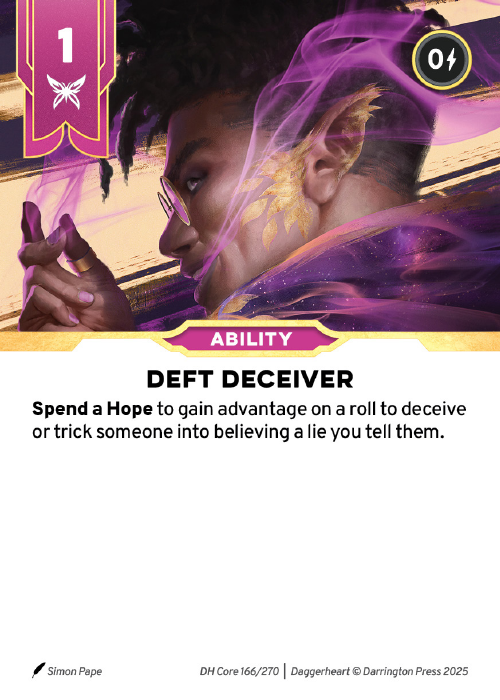 1
0
ABILITY
DEFT DECEIVER
Spend a Hope to gain advantage on a roll to deceive
or trick someone into believing a lie you tell them.
Simon Pape
DH Core 166/270 | Daggerheart © Darrington Press 2025